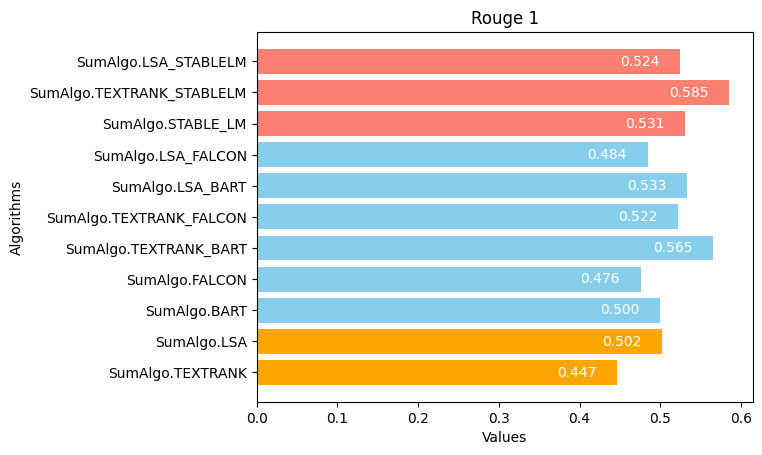 Rouge 1
Algorithms
SumAlgo.LSA_STABLELM 0.524
SumAlgo.TEXTRANK_STABLELM 0.585
SumAlgo.STABLE_LM 0.531
SumAlgo.LSA_FALCON 0.484
SumAlgo.LSA_BART 0.533
SumAlgo.TEXTRANK_FALCON 0.522
SumAlgo.TEXTRANK_BART 0.565
SumAlgo.FALCON 0.476
SumAlgo.BART 0.500
SumAlgo.LSA 0.502
SumAlgo.TEXTRANK 0.447
0.0 0.1 0.2 0.3 0.4 0.5 0.6
Values